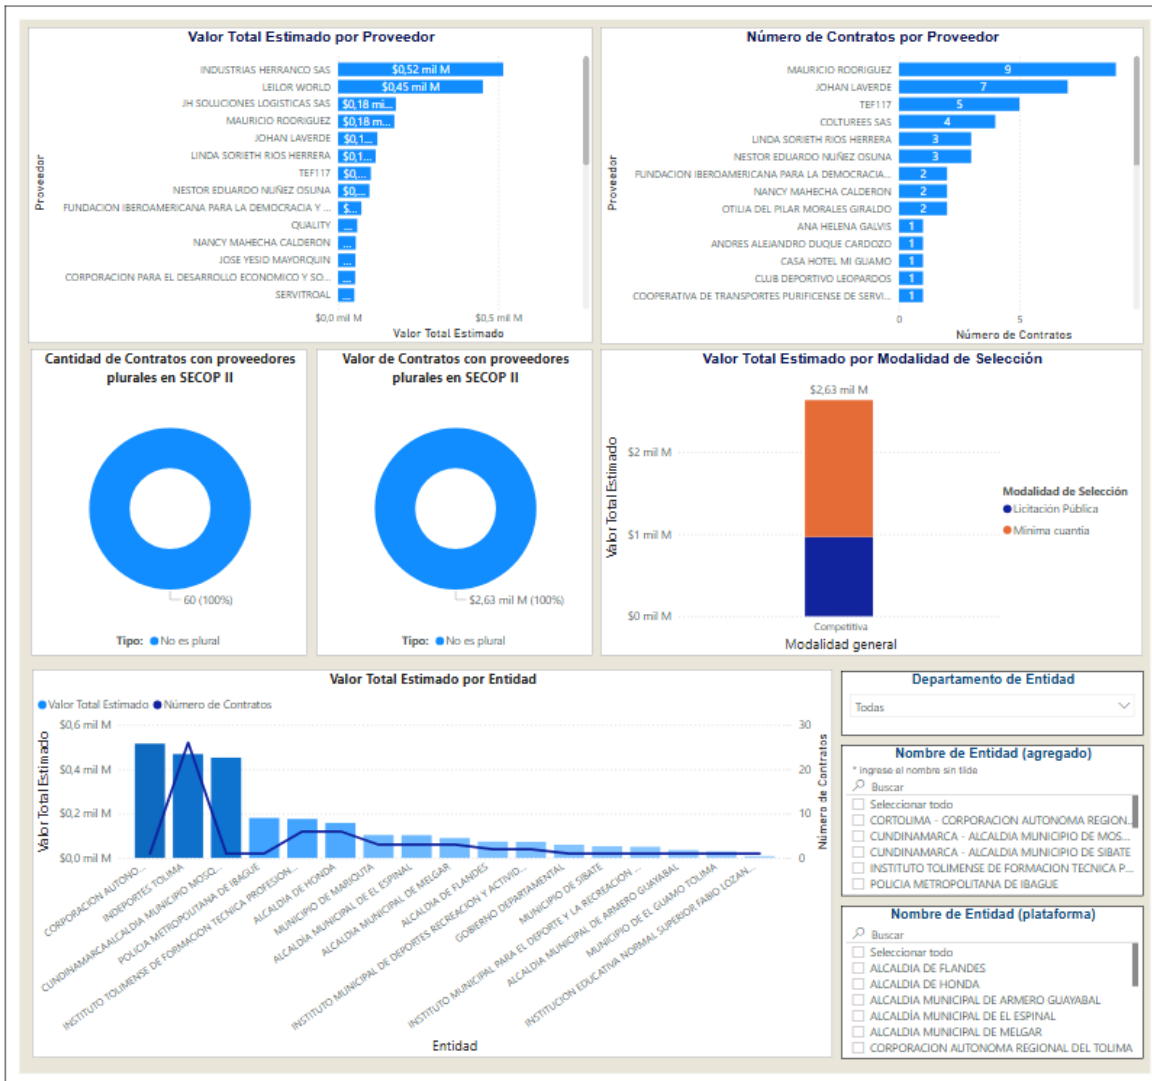 Valor Total Estimado por Proveedor
Proveedor
INDUSTRIAS HERRANCO SAS $0,52 mil M
LEILOR WORLD $0,45 mil M
JH SOLUCIONES LOGISTICAS SAS $0,18 mi...
MAURICIO RODRIGUEZ $0,18 m...
JOHAN LAVERDE $0,1...
LINDA SORIETH RIOS HERRERA $0,1...
TEF117 $0,...
NESTOR EDUARDO NUÑEZ OSUNA $0,...
FUNDACION IBEROAMERICANA PARA LA DEMOCRACIA Y ... $...
QUALITY ...
NANCY MAHECHA CALDERON ...
JOSE YESID MAYORQUIN ...
CORPORACION PARA EL DESARROLLO ECONOMICO Y SO... ...
SERVITROAL ...
$0,0 mil M $0,5 mil M
Valor Total Estimado
Número de Contratos por Proveedor
Proveedor
MAURICIO RODRIGUEZ 9
JOHAN LAVERDE 7
TEF117 5
COLTUREES SAS 4
LINDA SORIETH RIOS HERRERA 3
NESTOR EDUARDO NUÑEZ OSUNA 3
FUNDACION IBEROAMERICANA PARA LA DEMOCRACIA... 2
NANCY MAHECHA CALDERON 2
OTILIA DEL PILAR MORALES GIRALDO 2
ANA HELENA GALVIS 1
ANDRES ALEJANDRO DUQUE CARDOZO 1
CASA HOTEL MI GUAMO 1
CLUB DEPORTIVO LEOPARDOS 1
COOPERATIVA DE TRANSPORTES PURIFICENSE DE SERVI... 1
0 5
Número de Contratos
Cantidad de Contratos con proveedores
plurales en SECOP II
60 (100%)
Tipo: No es plural
Valor de Contratos con proveedores
plurales en SECOP II
$2,63 mil M (100%)
Tipo: No es plural
Valor Total Estimado por Modalidad de Selección
$2,63 mil M
Valor Total Estimado
$2 mil M
$1 mil M
$0 mil M
Competitiva
Modalidad general
Modalidad de Selección
Licitación Pública
Mínima cuantía
Valor Total Estimado por Entidad
Valor Total Estimado Número de Contratos
Valor Total Estimado
$0,6 mil M
$0,4 mil M
$0,2 mil M
$0,0 mil M
30
20
10
0
Número de Contratos
CORPORACION AUTONO...
INDEPORTES TOLIMA
CUNDINAMARCAALCALDIA MUNICIPIO MOSQ...
POLICIA METROPOLITANA DE IBAGUE
INSTITUTO TOLIMENSE DE FORMACION TECNICA PROFESION...
ALCALDIA DE HONDA
MUNICIPIO DE MARIQUITA
ALCALDÍA MUNICIPAL DE EL ESPINAL
ALCALDIA MUNICIPAL DE MELGAR
ALCALDIA DE FLANDES
INSTITUTO MUNICIPAL DE DEPORTES RECREACION Y ACTIVID...
GOBIERNO DEPARTAMENTAL
MUNICIPIO DE SIBATE
INSTITUTO MUNICIPAL PARA EL DEPORTE Y LA RECREACION ...
ALCALDIA MUNICIPAL DE ARMERO GUAYABAL
MUNICIPIO DE EL GUAMO TOLIMA
INSTITUCION EDUCATIVA NORMAL SUPERIOR FABIO LOZAN...
Entidad
Departamento de Entidad
Todas
Nombre de Entidad (agregado)
* Ingrese el nombre sin tilde
Buscar
Seleccionar todo
CORTOLIMA - CORPORACION AUTONOMA REGION...
CUNDINAMARCA - ALCALDIA MUNICIPIO DE MOS...
CUNDINAMARCA - ALCALDIA MUNICIPIO DE SIBATE
INSTITUTO TOLIMENSE DE FORMACION TECNICA P...
POLICIA METROPOLITANA DE IBAGUE
Nombre de Entidad (plataforma)
Buscar
Seleccionar todo
ALCALDIA DE FLANDES
ALCALDIA DE HONDA
ALCALDIA MUNICIPAL DE ARMERO GUAYABAL
ALCALDÍA MUNICIPAL DE EL ESPINAL
ALCALDIA MUNICIPAL DE MELGAR
CORPORACION AUTONOMA REGIONAL DEL TOLIMA